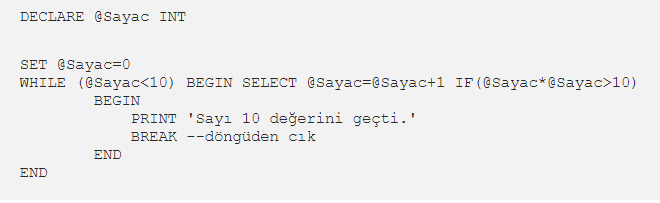 DECLARE @Sayac INT
SET @Sayac=0
WHILE (@Sayac<10) BEGIN SELECT @Sayac=@Sayac+1 IF(@Sayac*@Sayac>10)
BEGIN
PRINT 'Sayı 10 değerini geçti.'
BREAK --döngüden cık
END
END